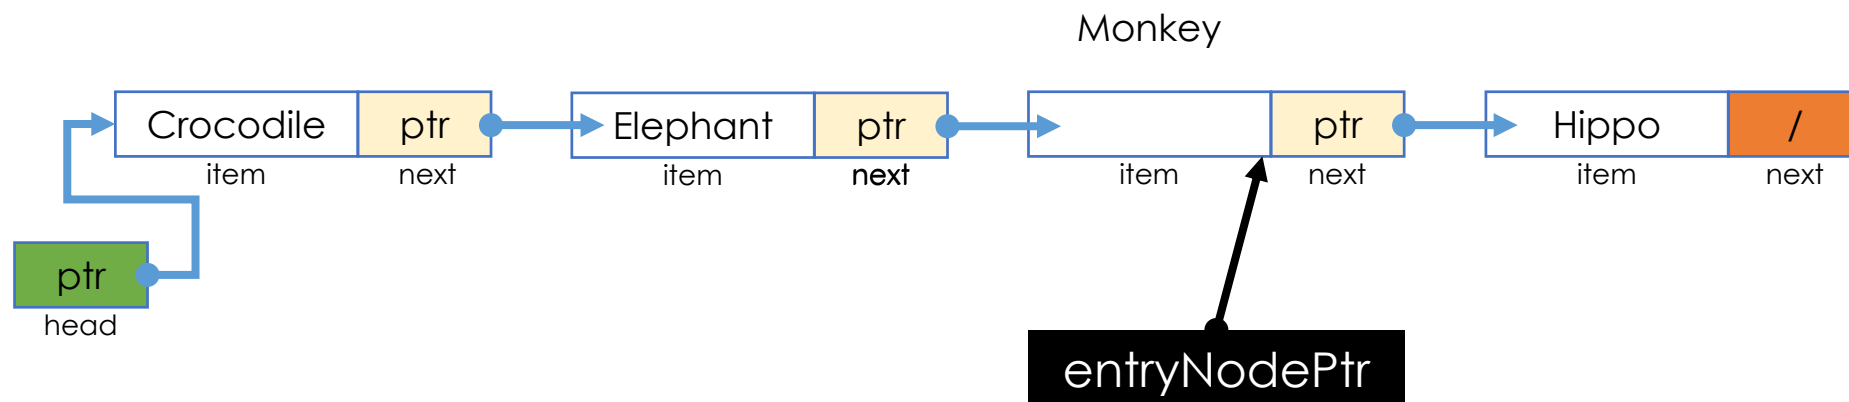 Monkey
Crocodile ptr Elephant ptr ptr Hippo /
item next item next item next item next
ptr
head
entryNodePtr